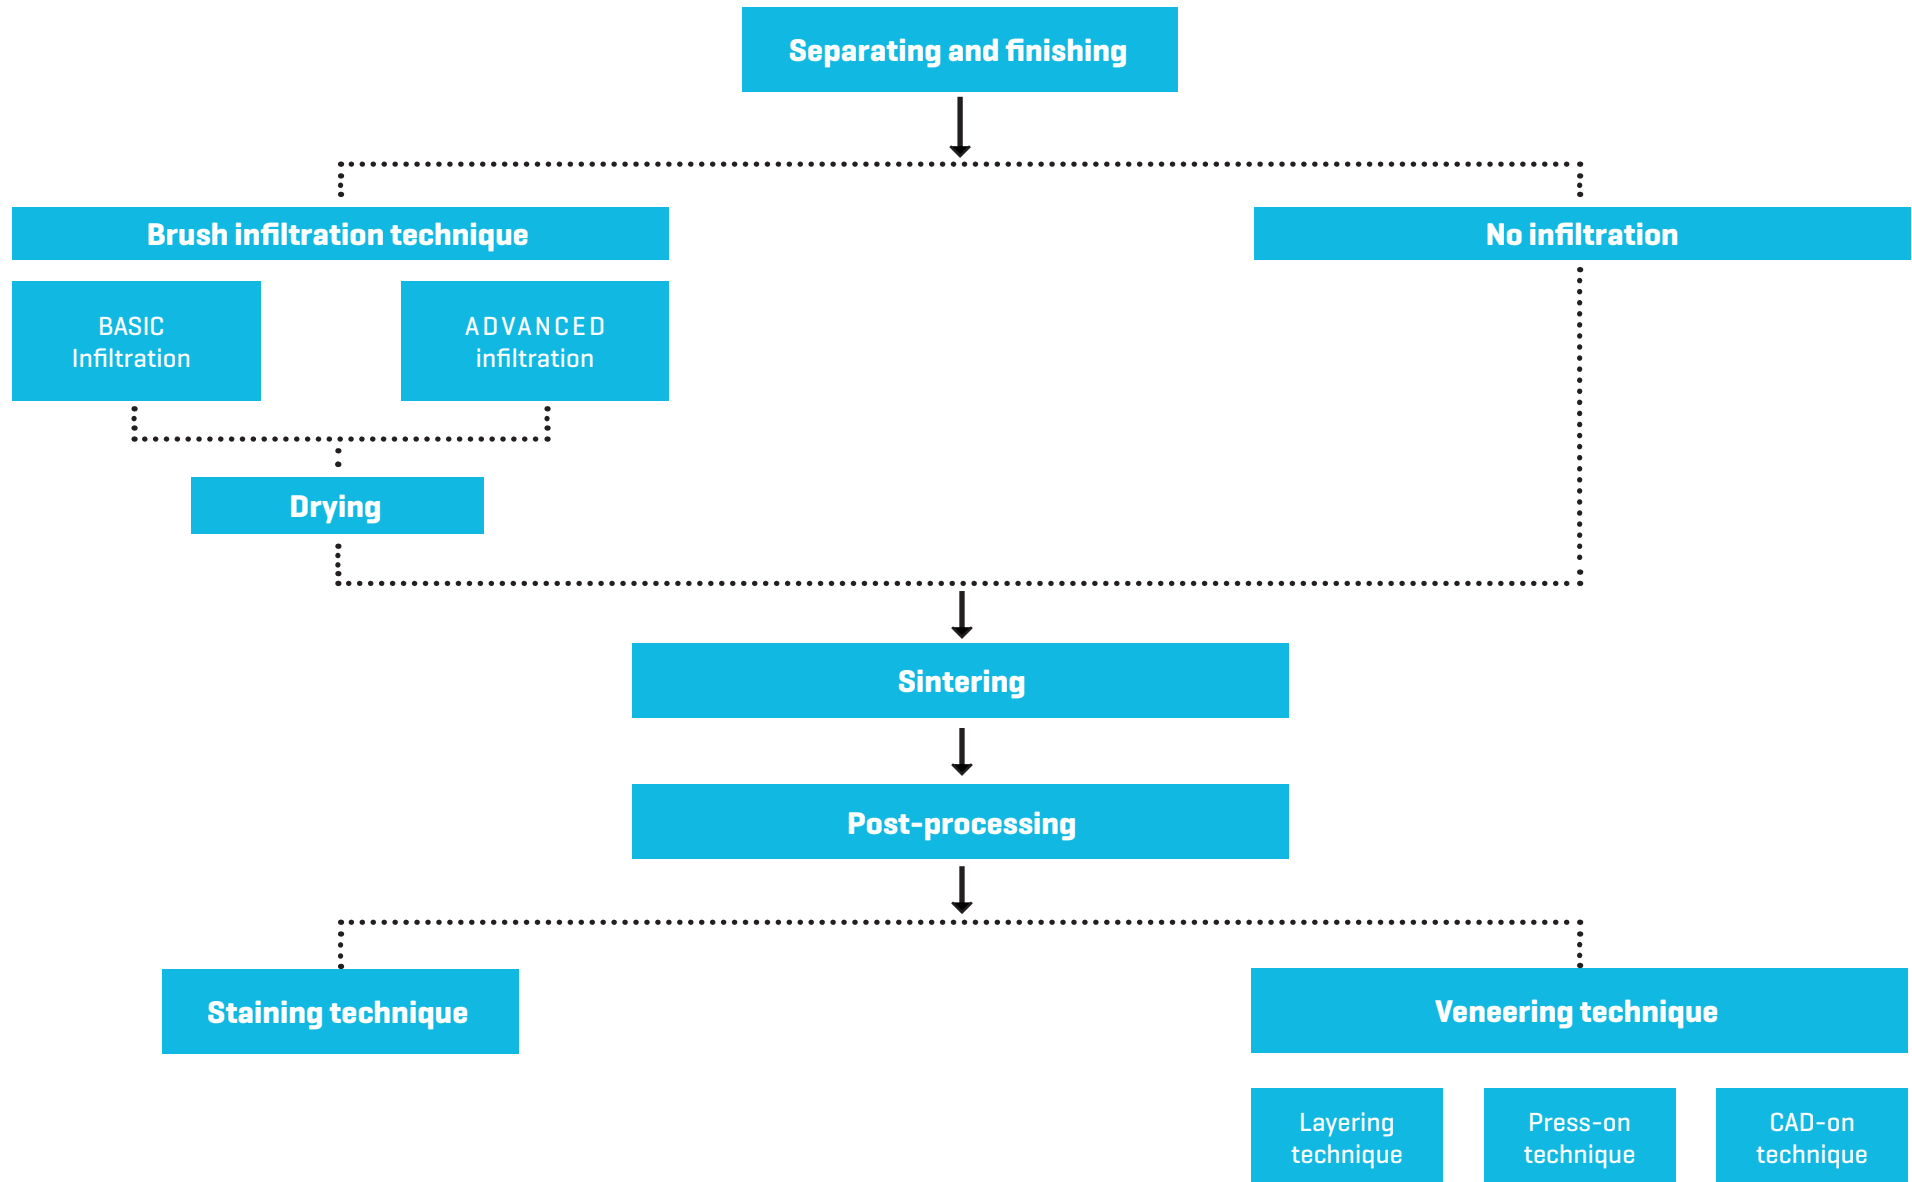 Separating and finishing
Brush infiltration technique
No infiltration
BASIC
Infiltration
ADVANCED
infiltration
Drying
Sintering
Post-processing
Staining technique
Veneering technique
Layering
technique
Press-on
technique
CAD-on
technique